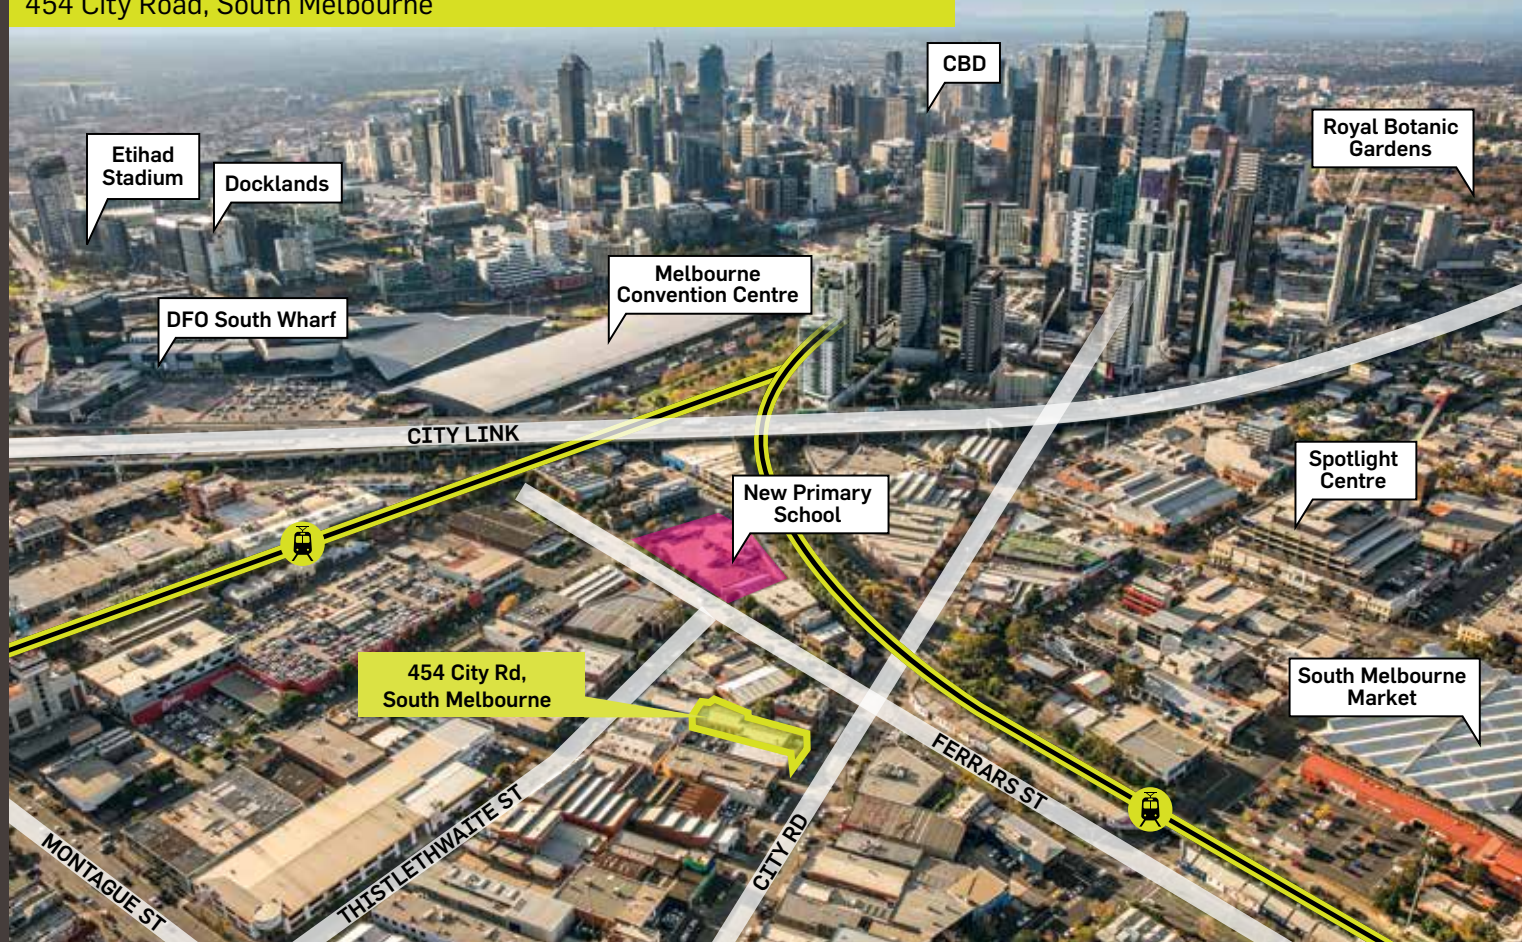 454 City Road, South Melbourne
CBD
Royal Botanic
Gardens
Etihad
Stadium
Docklands
Melbourne
Convention Centre
DFO South Wharf
CITY LINK
Spotlight
Centre
New Primary
School
454 City Rd,
South Melbourne
South Melbourne
Market
FERRARS ST
THISTLETHWAITE ST
CITY RD
MONTAGUE ST